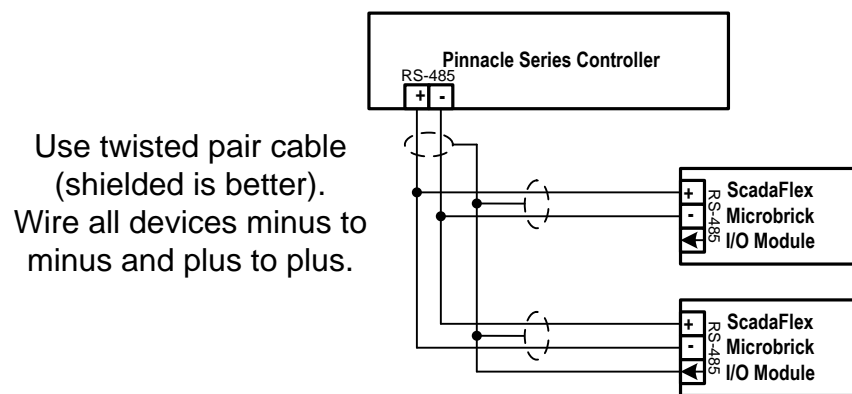 Pinnacle Series Controller
RS-485
+ -
Use twisted pair cable
(shielded is better).
Wire all devices minus to
minus and plus to plus.
+ RS-485 ScadaFlex
- Microbrick
I/O Module
+ RS-485 ScadaFlex
- Microbrick
I/O Module